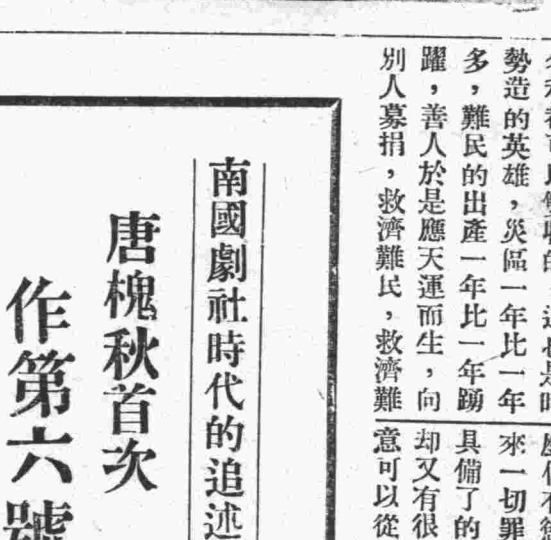 勢造的英雄，災區一年比一年
多，難民的出產一年比一年踴
躍，善人於是應天運而生，向
別人募捐，救濟難民，救濟難
來一切罪
具備了的
却又有很
意可以從
南國劇社時代的追述
唐槐秋首次
作第六號